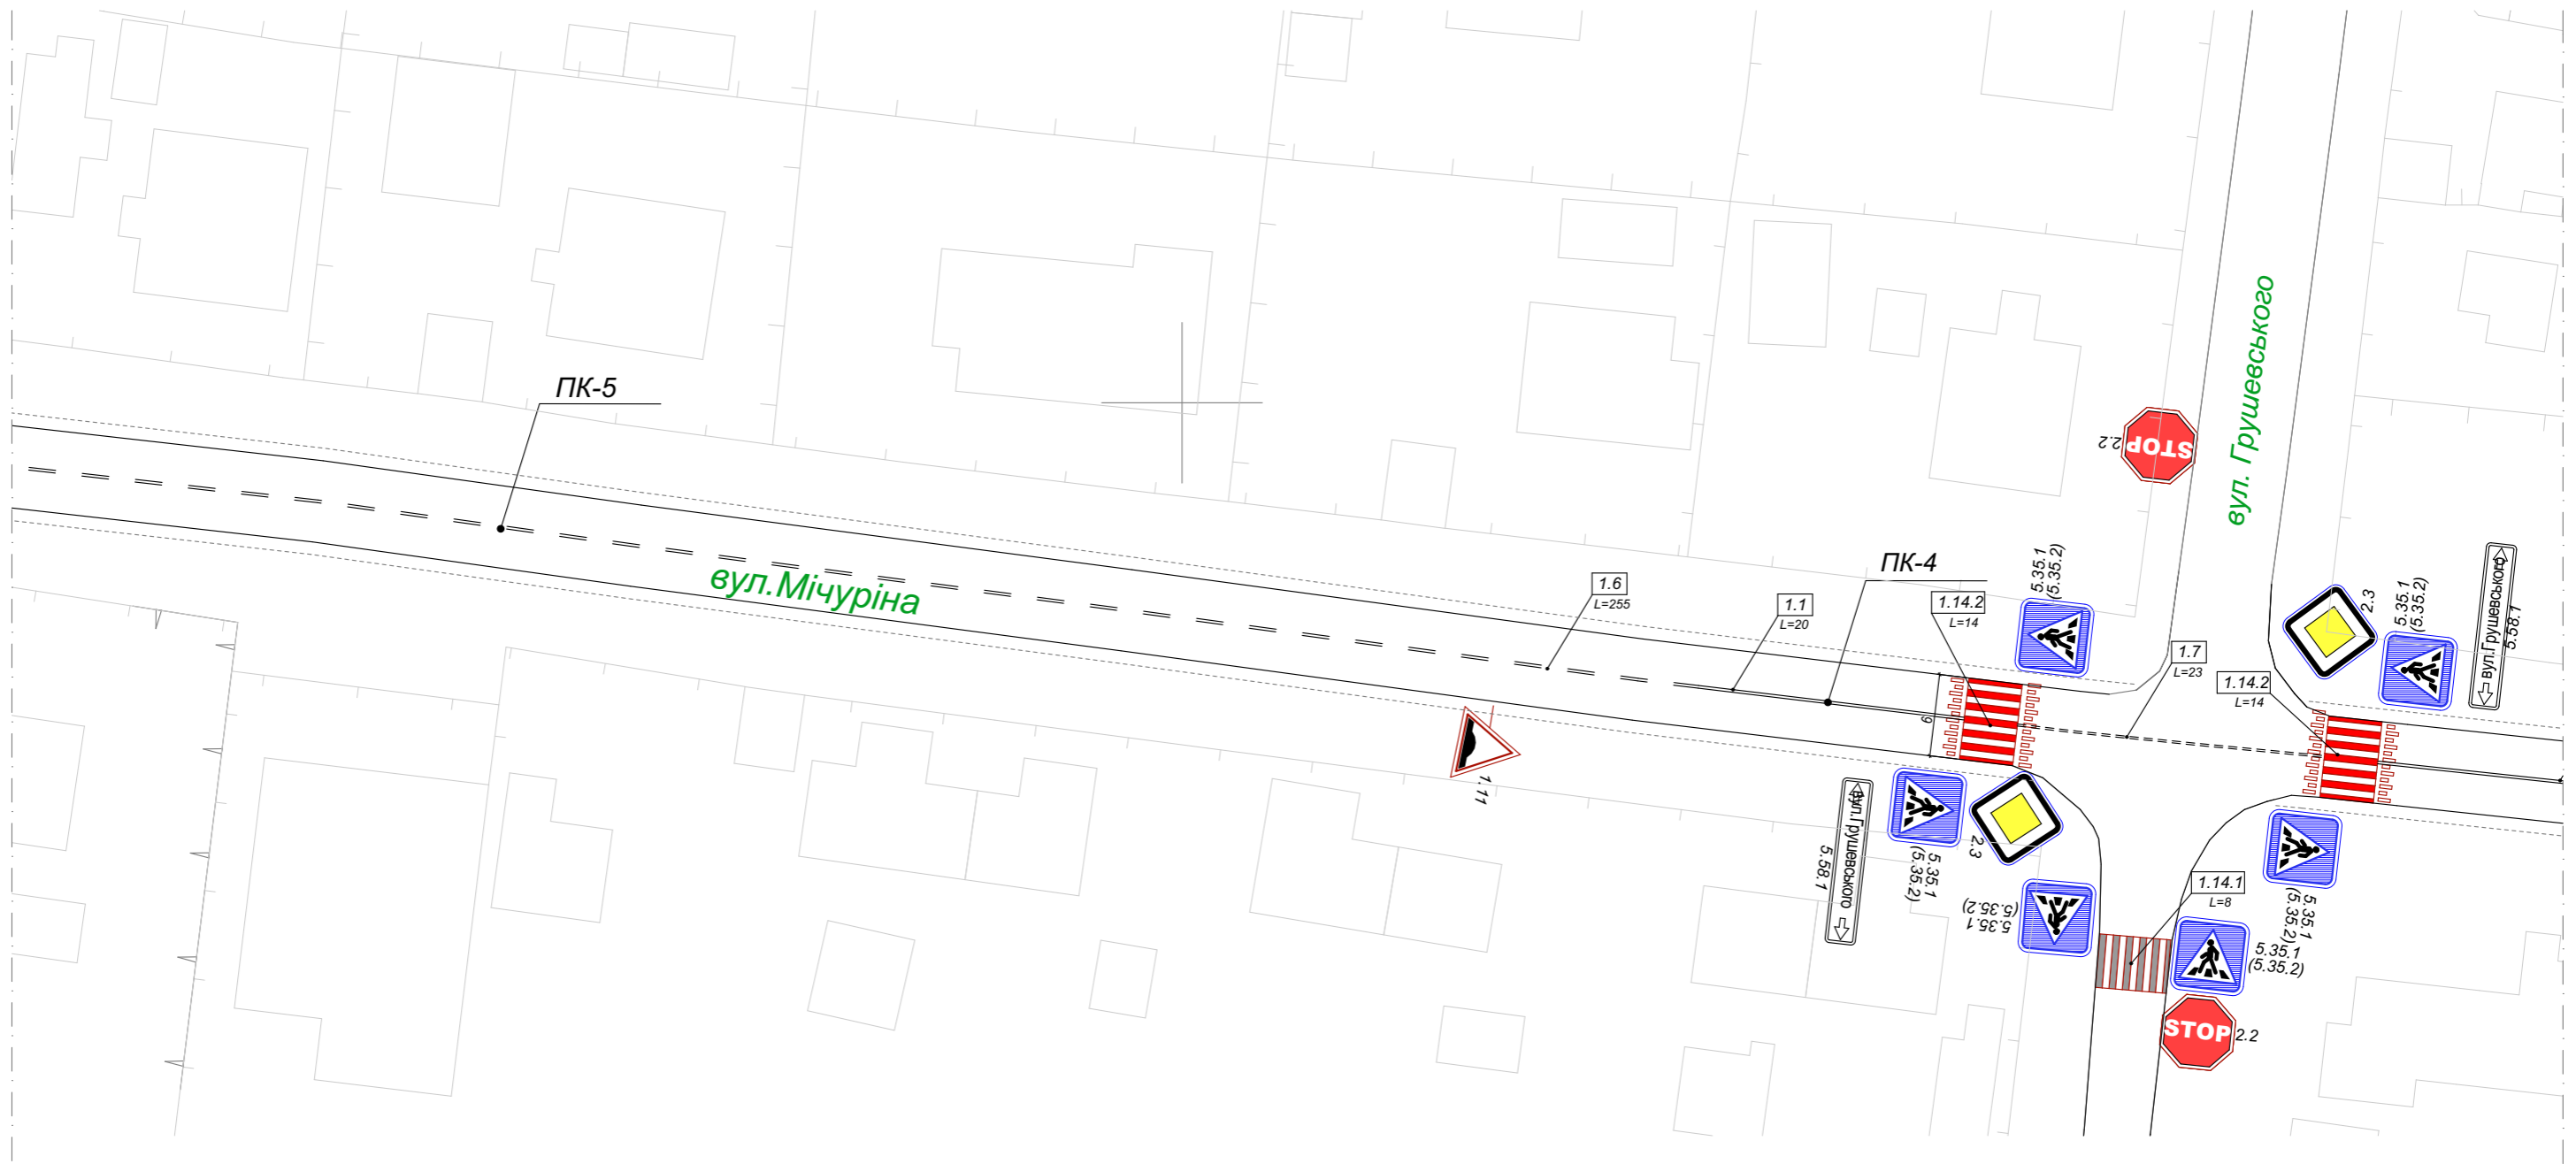 ПК-5
вул.Мічуріна
1.6
L=255
1.1
L=20
ПК-4
1.14.2
L=14
5.35.1
(5.35.2)
STOP
2.2
вул. Грушевського
2.3
5.35.1
(5.35.2)
вул.Грушевського
5.58.1
1.7
L=23
1.14.2
L=14
6
1.11
вул.Грушевського
5.58.1
5.35.1
(5.35.2)
2.3
5.35.1
(5.35.2)
1.14.1
L=8
5.35.1
(5.35.2)
5.35.1
(5.35.2)
STOP
2.2